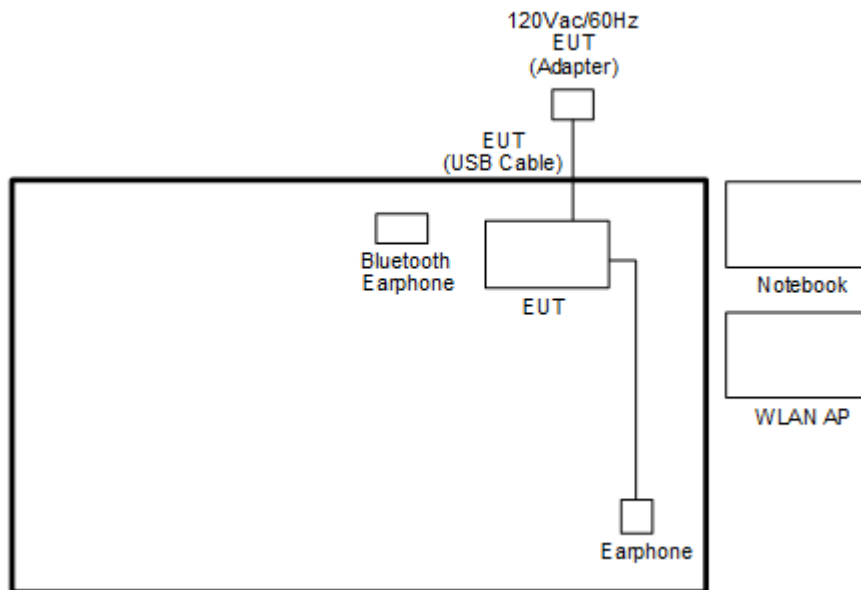 120Vac/60Hz
EUT
(Adapter)
EUT
(USB Cable)
Bluetooth
Earphone
EUT
Notebook
WLAN AP
Earphone